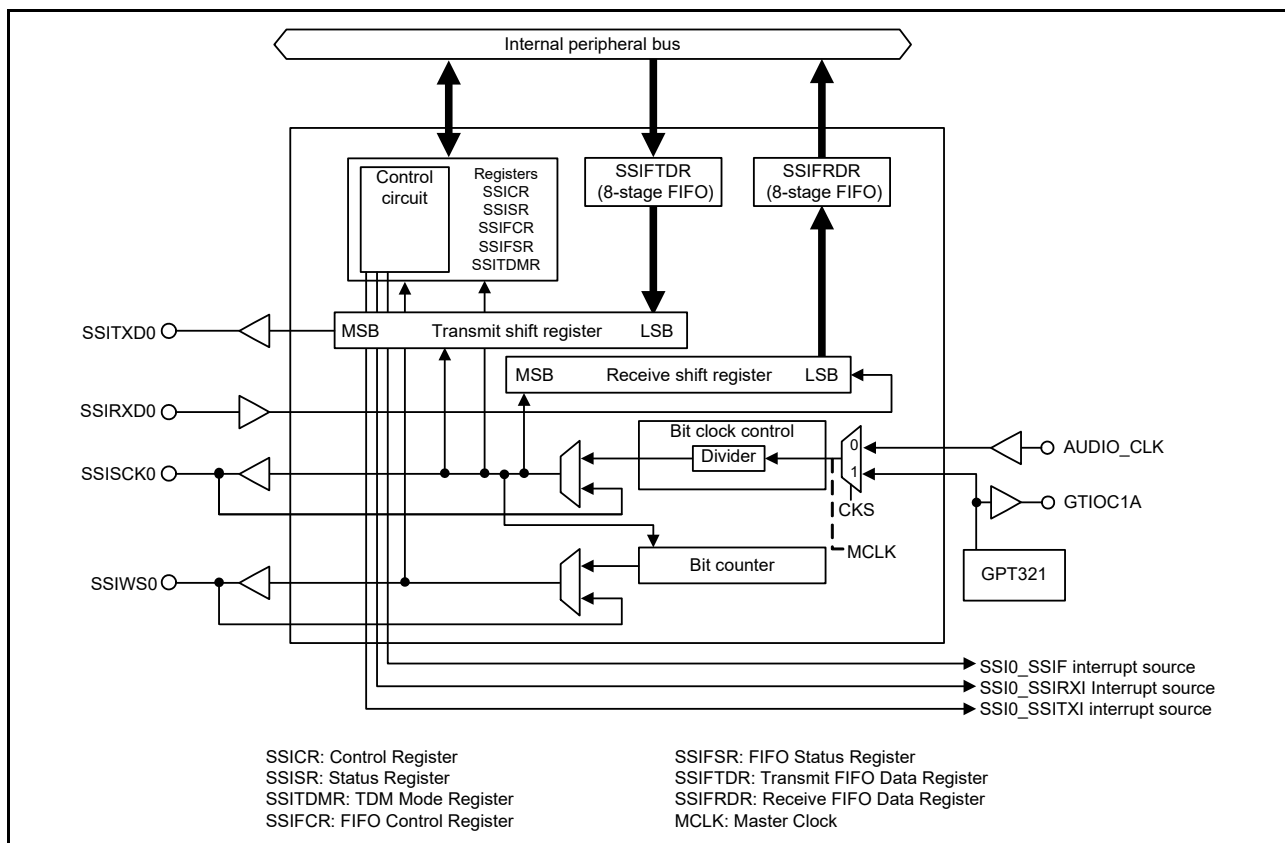 Internal peripheral bus
Control
circuit
Registers
SSICR
SSISR
SSIFCR
SSIFSR
SSITDMR
SSIFTDR
(8-stage FIFO)
SSIFRDR
(8-stage FIFO)
SSITXD0
MSB Transmit shift register LSB
MSB Receive shift register LSB
SSIRXD0
Bit clock control
Divider
0
1
AUDIO_CLK
SSISCK0
CKS
GTIOC1A
MCLK
Bit counter
GPT321
SSIWS0
SSI0_SSIF interrupt source
SSI0_SSIRXI Interrupt source
SSI0_SSITXI interrupt source
SSICR: Control Register
SSISR: Status Register
SSITDMR: TDM Mode Register
SSIFCR: FIFO Control Register
SSIFSR: FIFO Status Register
SSIFTDR: Transmit FIFO Data Register
SSIFRDR: Receive FIFO Data Register
MCLK: Master Clock